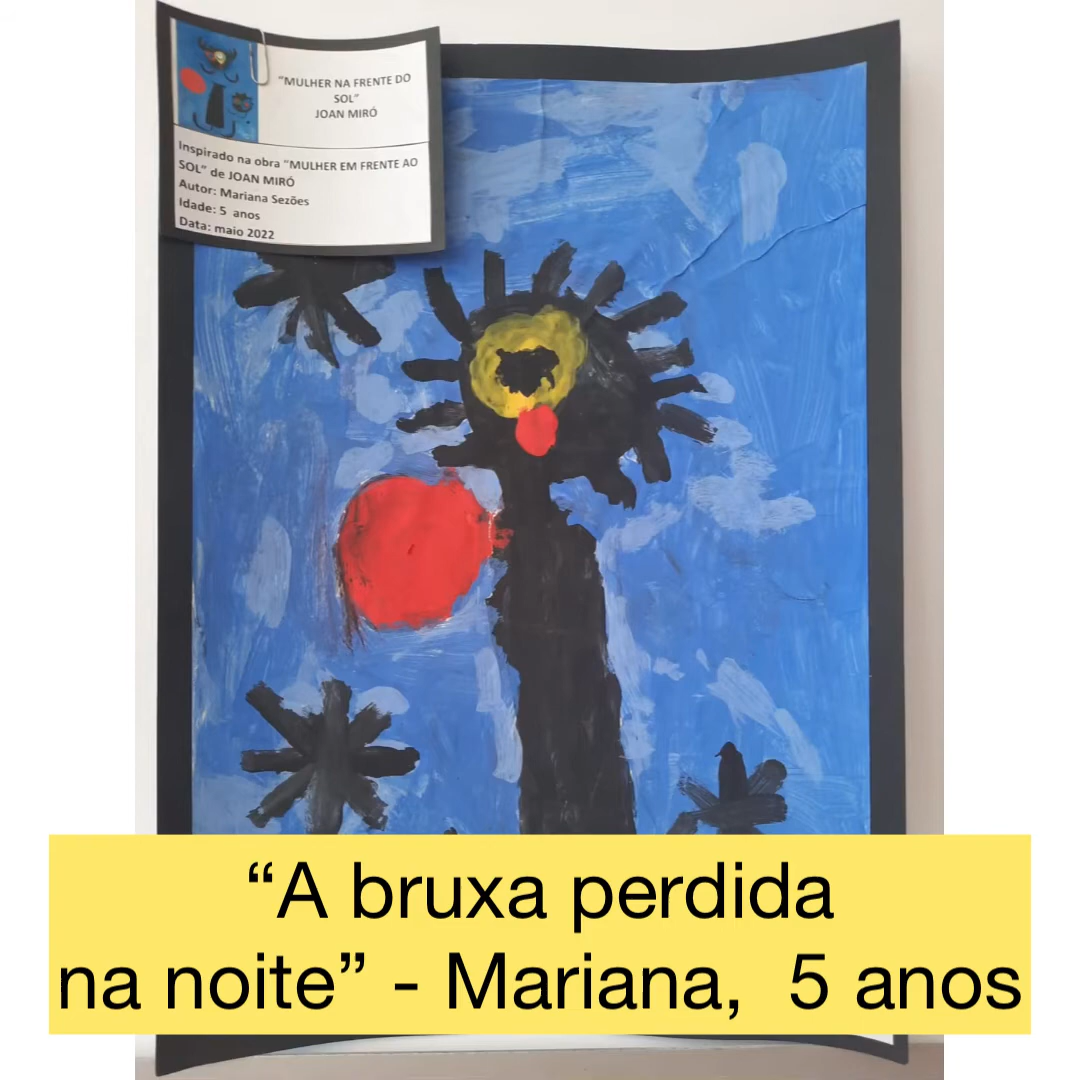 “MULHER NA FRENTE DO
SOL”
JOAN MIRÓ
Inspirado na obra “MULHER EM FRENTE AO
SOL” de JOAN MIRÓ
Autor: Mariana Sezões
Idade: 5 anos
Data: maio 2022
“A bruxa perdida
na noite” - Mariana, 5 anos